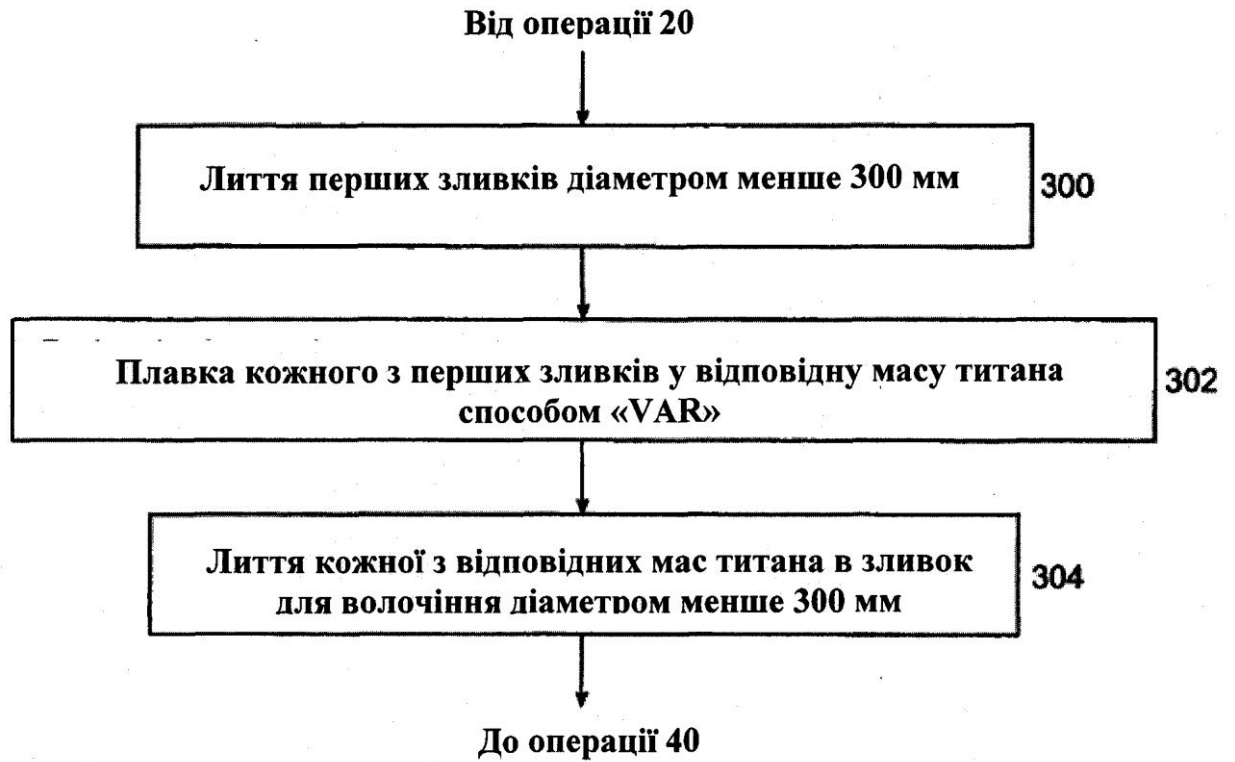 Від операції 20
Лиття перших зливків діаметром менше 300 мм
300
Плавка кожного з перших зливків у відповідну масу титана
способом «VAR»
302
Лиття кожної з відповідних мас титана в зливок
для волочіння діаметром менше 300 мм
304
До операції 40